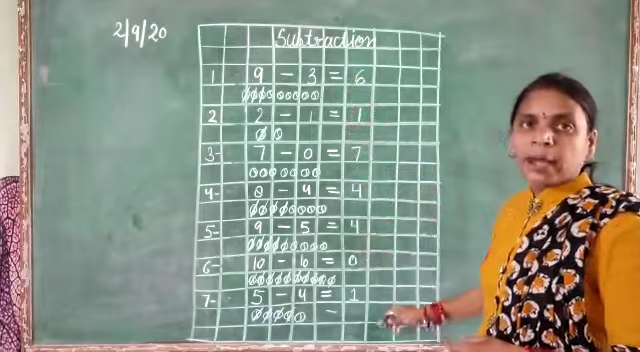 2/9/20
Subtraction
1 9 - 3 = 6
2 2 - 1 = 1
3- 7 - 0 = 7
4- 8 - 4 = 4
5- 9 - 5 = 4
6- 10 - 10 = 0
7- 5 - 4 = 1